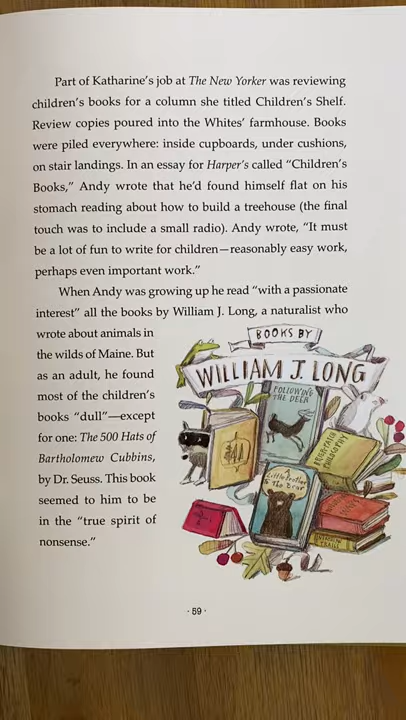 Part of Katharine's job at The New Yorker was reviewing
children's books for a column she titled Children's Shelf.
Review copies poured into the Whites' farmhouse. Books
were piled everywhere: inside cupboards, under cushions,
on stair landings. In an essay for Harper's called "Children's
Books," Andy wrote that he'd found himself flat on his
stomach reading about how to build a treehouse (the final
touch was to include a small radio). Andy wrote, "It must
be a lot of fun to write for children—reasonably easy work,
perhaps even important work."
When Andy was growing up he read "with a passionate
interest" all the books by William J. Long, a naturalist who
wrote about animals in
the wilds of Maine. But
as an adult, he found
most of the children's
books "dull"—except
for one: The 500 Hats of
Bartholomew Cubbins,
by Dr. Seuss. This book
seemed to him to be
in the "true spirit of
nonsense."
BOOKS BY
WILLIAM J. LONG
FOLLOWING
THE DEER
BRIER-PATCH
PHILOSOPHY
A
Little Brother
to The Bear
· 59 ·